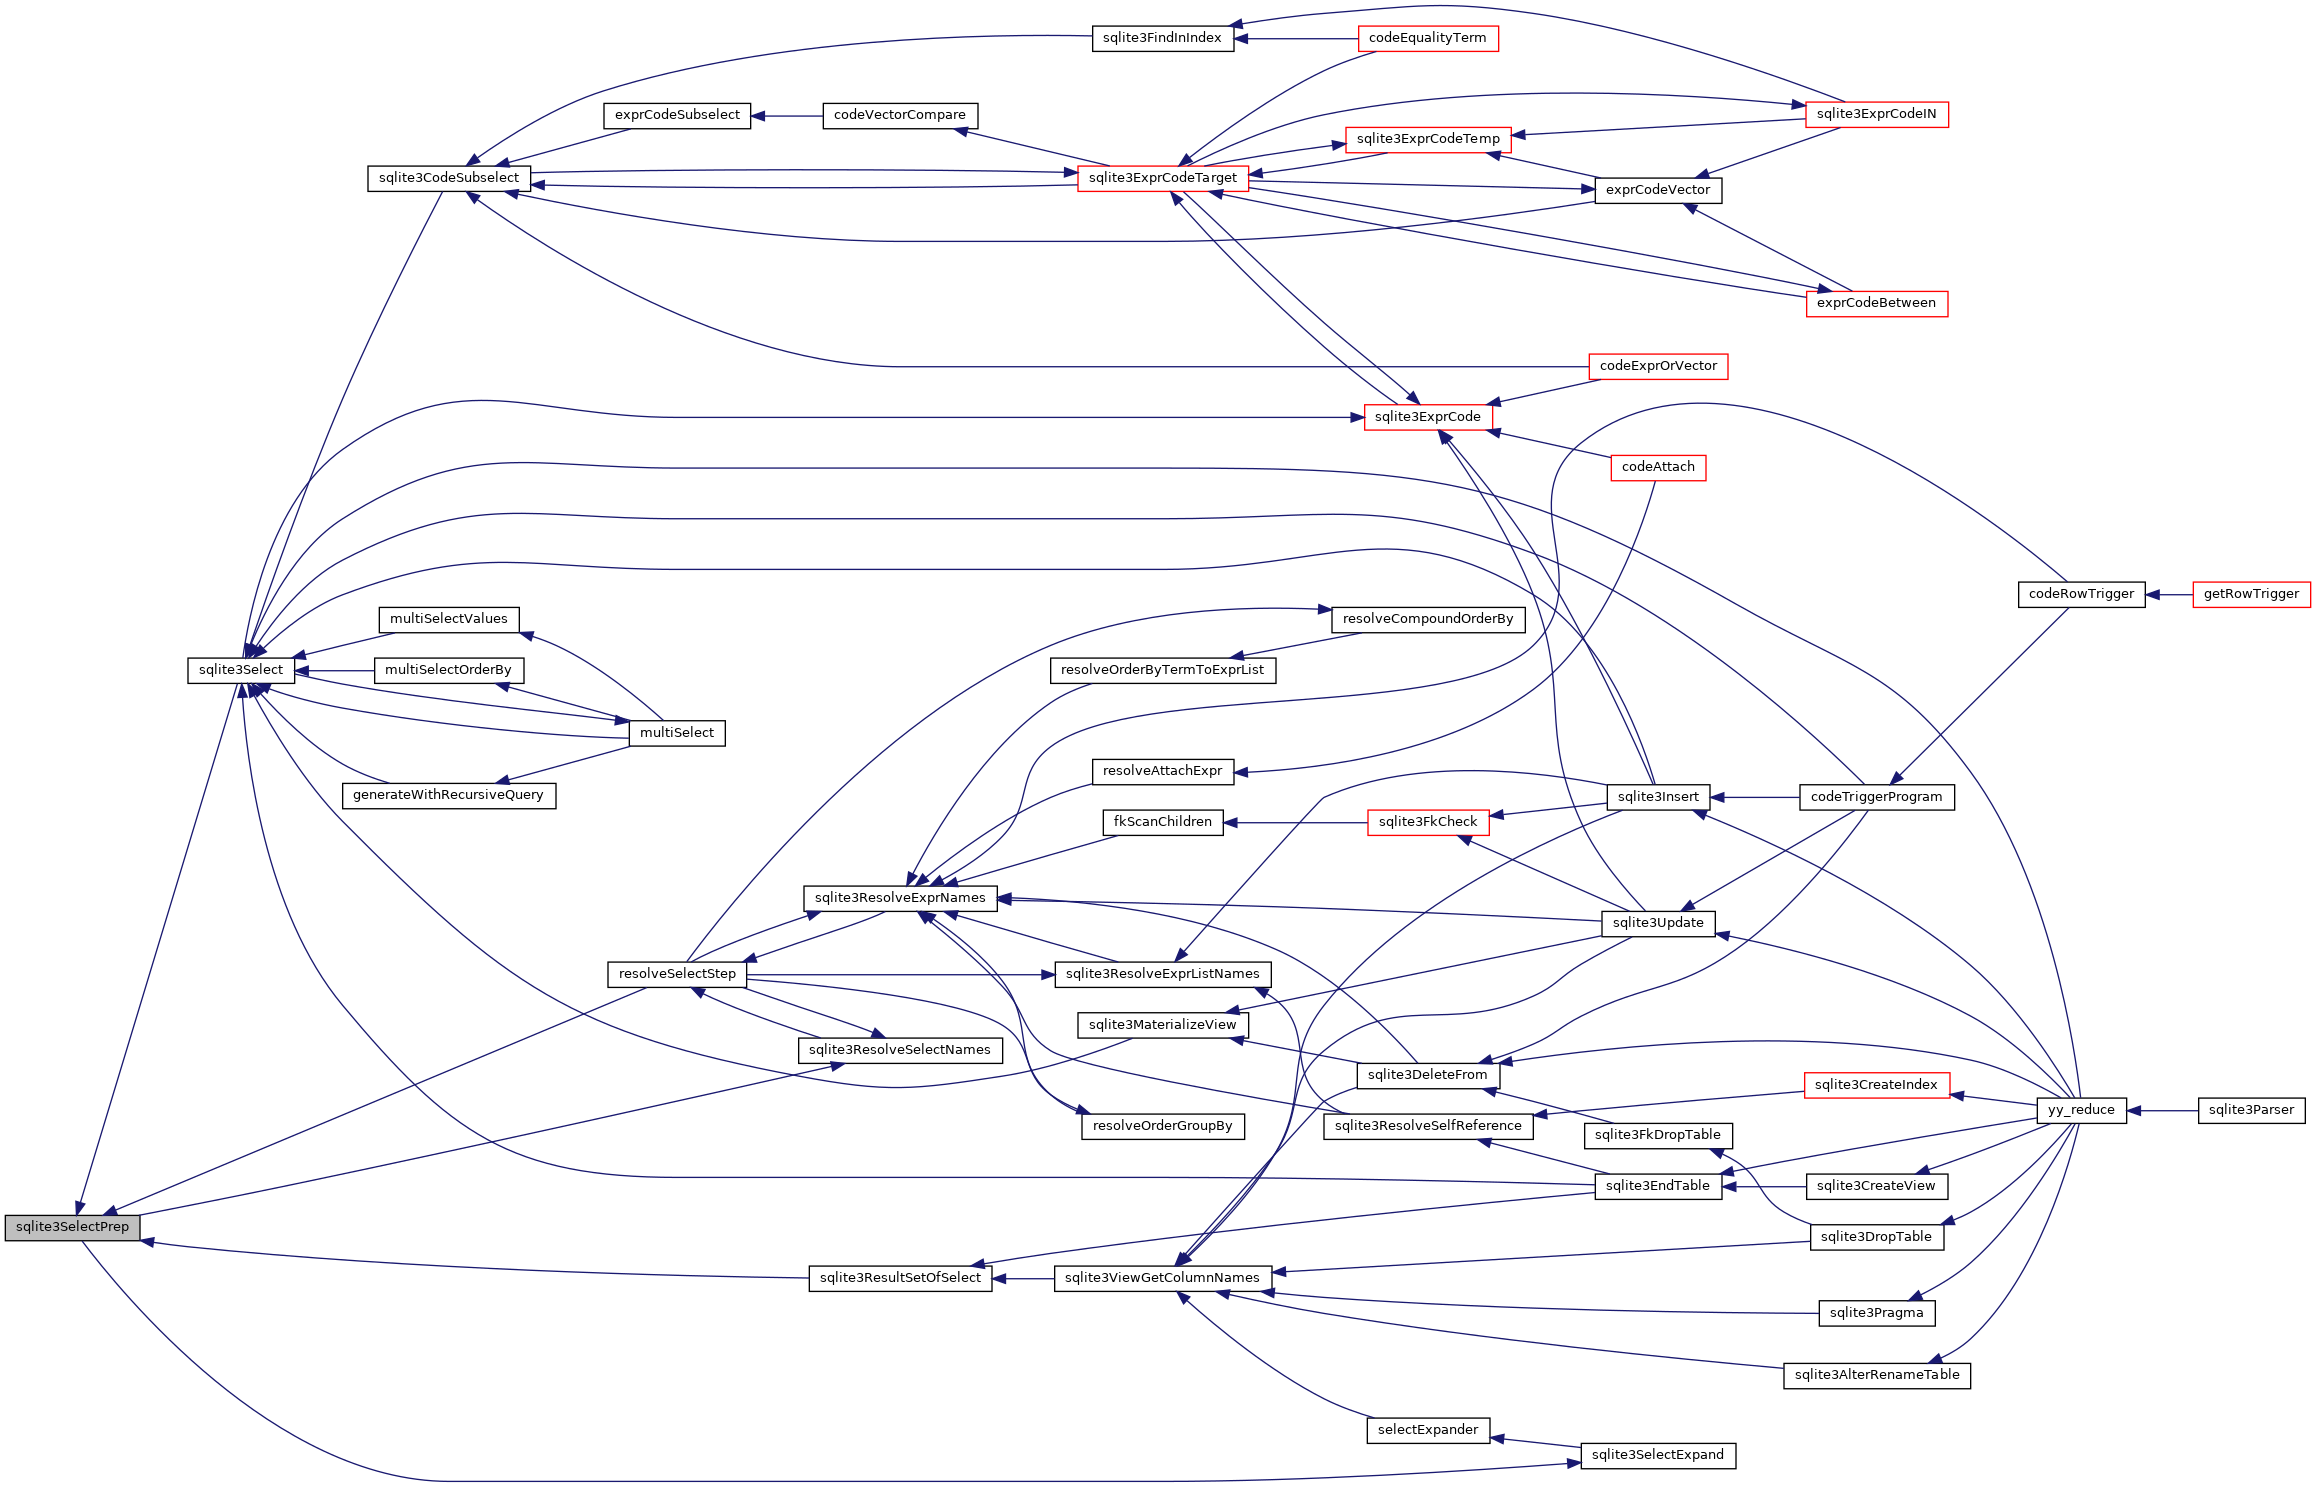 sqlite3FindInIndex
codeEqualityTerm
exprCodeSubselect
codeVectorCompare
sqlite3ExprCodeIN
sqlite3ExprCodeTemp
sqlite3CodeSubselect
sqlite3ExprCodeTarget
exprCodeVector
exprCodeBetween
codeExprOrVector
sqlite3ExprCode
codeAttach
codeRowTrigger
getRowTrigger
multiSelectValues
resolveCompoundOrderBy
sqlite3Select
multiSelectOrderBy
resolveOrderByTermToExprList
multiSelect
resolveAttachExpr
generateWithRecursiveQuery
sqlite3Insert
codeTriggerProgram
fkScanChildren
sqlite3FkCheck
sqlite3ResolveExprNames
sqlite3Update
resolveSelectStep
sqlite3ResolveExprListNames
sqlite3MaterializeView
sqlite3ResolveSelectNames
sqlite3DeleteFrom
sqlite3CreateIndex
yy_reduce
sqlite3Parser
resolveOrderGroupBy
sqlite3ResolveSelfReference
sqlite3FkDropTable
sqlite3EndTable
sqlite3CreateView
sqlite3SelectPrep
sqlite3DropTable
sqlite3ResultSetOfSelect
sqlite3ViewGetColumnNames
sqlite3Pragma
sqlite3AlterRenameTable
selectExpander
sqlite3SelectExpand